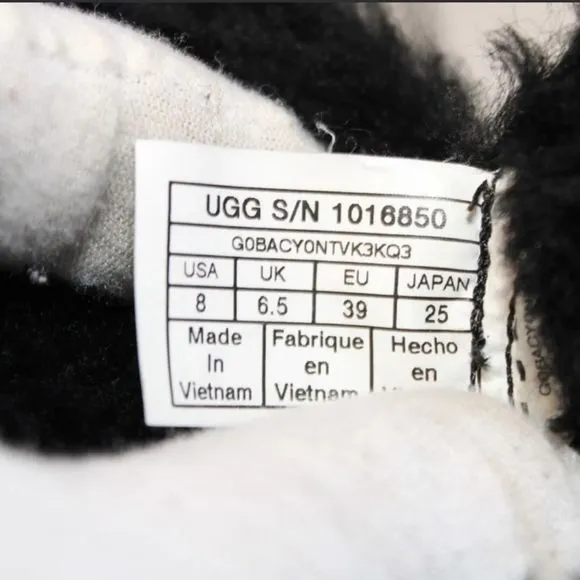 UGG S/N 1016850
G0BACY0NTVK3KQ3
USA UK EU JAPAN
8 6.5 39 25
Made Fabrique Hecho
In en en
Vietnam Vietnam
G0BACY0N